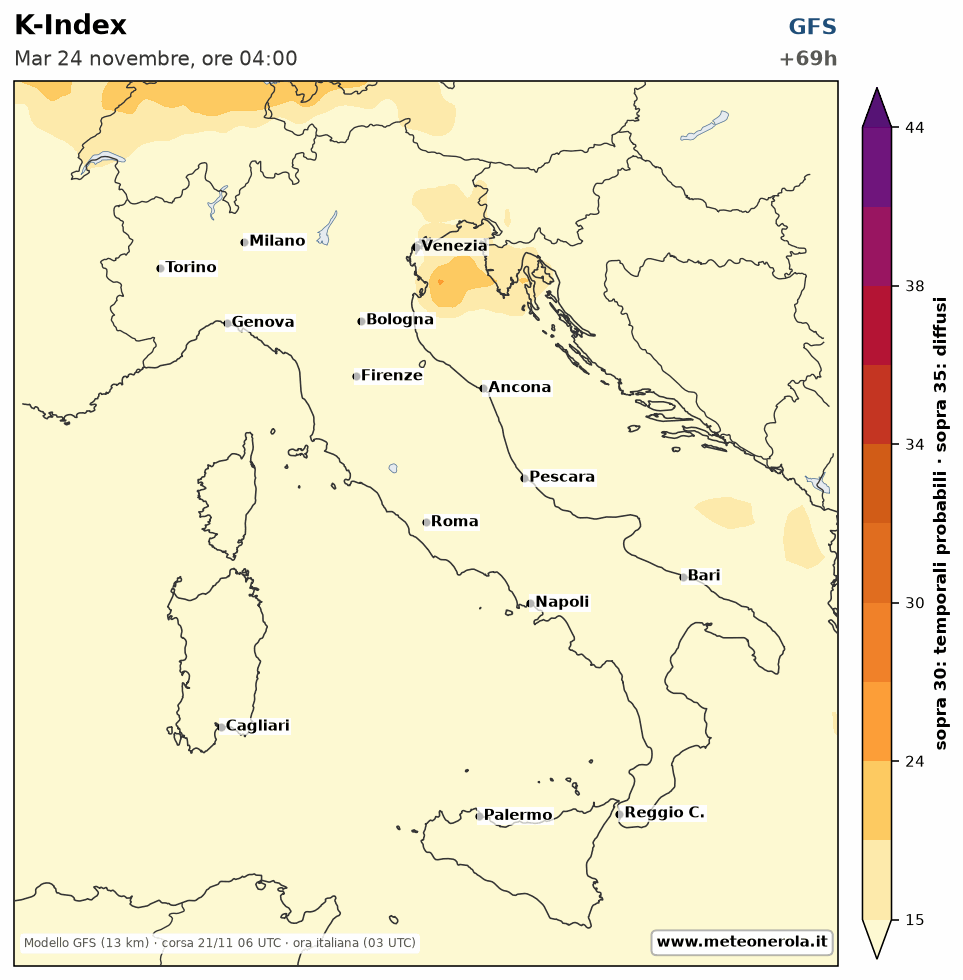 K-Index
GFS
Mar 24 novembre, ore 04:00
+69h
Milano
Venezia
Torino
Genova
Bologna
Firenze
Ancona
Pescara
Roma
Bari
Napoli
Cagliari
Palermo
Reggio C.
44
38
34
30
24
15
sopra 30: temporali probabili · sopra 35: diffusi
Modello GFS (13 km) · corsa 21/11 06 UTC · ora italiana (03 UTC)
www.meteonerola.it